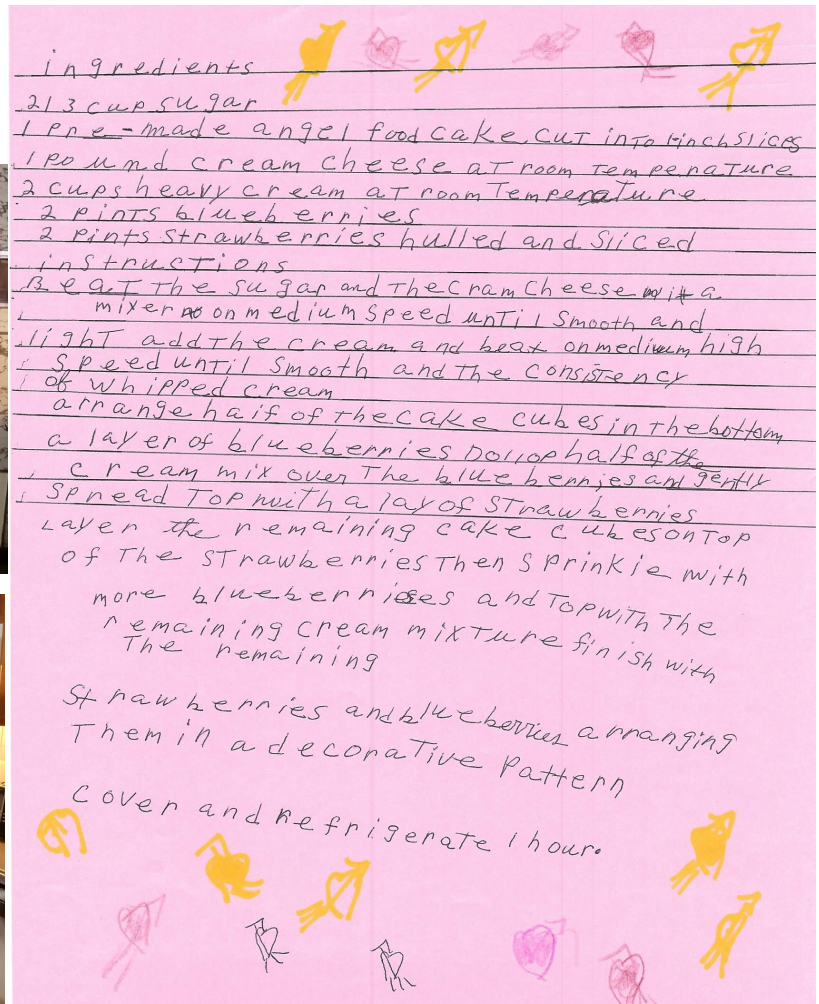 ingredients
2/3 cup sugar
1 Pre-made angel food cake cut into 1-inch slices
1 pound cream cheese at room temperature
2 cups heavy cream at room temperature
2 pints blueberries
2 pints strawberries hulled and sliced
instructions
Beat the sugar and the cram cheese wit a
mixer on medium speed until smooth and
light add the cream and beat on medium high
speed until smooth and the consistency
of whipped cream
arrange half of the cake cubes in the bottom
a layer of blueberries Dollop half of the
cream mix over the blueberries and gently
spread Top with a lay of strawberries
Layer the remaining cake cubes on top
of the strawberries then sprinkle with
more blueberries and top with the
remaining cream mixture finish with
The remaining
strawberries and blueberries arranging
Them in a decorative pattern
Cover and Refrigerate 1 hour.